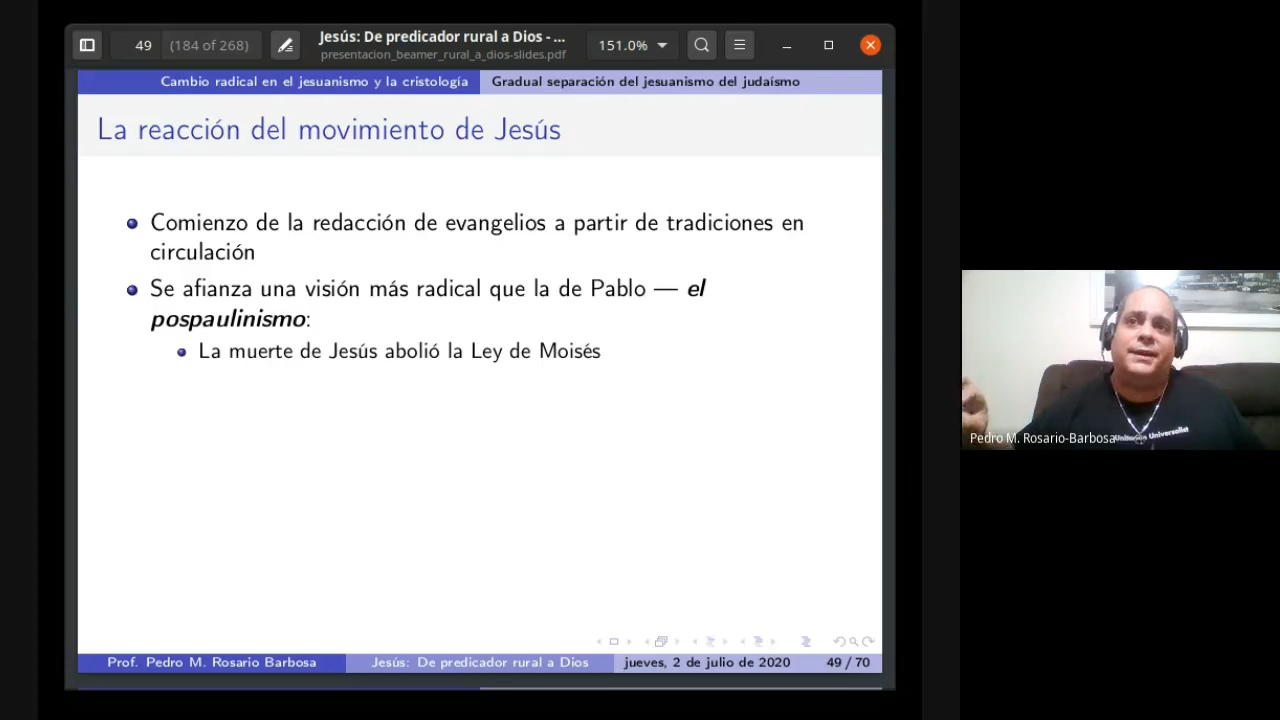 49
(184 of 268)
Jesús: De predicador rural a Dios - ...
presentacion_beamer_rural_a_dios-slides.pdf
151.0%
Cambio radical en el jesuanismo y la cristología
Gradual separación del jesuanismo del judaísmo
La reacción del movimiento de Jesús
Comienzo de la redacción de evangelios a partir de tradiciones en
circulación
Se afianza una visión más radical que la de Pablo — el
pospaulinismo:
La muerte de Jesús abolió la Ley de Moisés
Prof. Pedro M. Rosario Barbosa
Jesús: De predicador rural a Dios
jueves, 2 de julio de 2020
49 / 70
Pedro M. Rosario-Barbosa
Unitarian Universalist